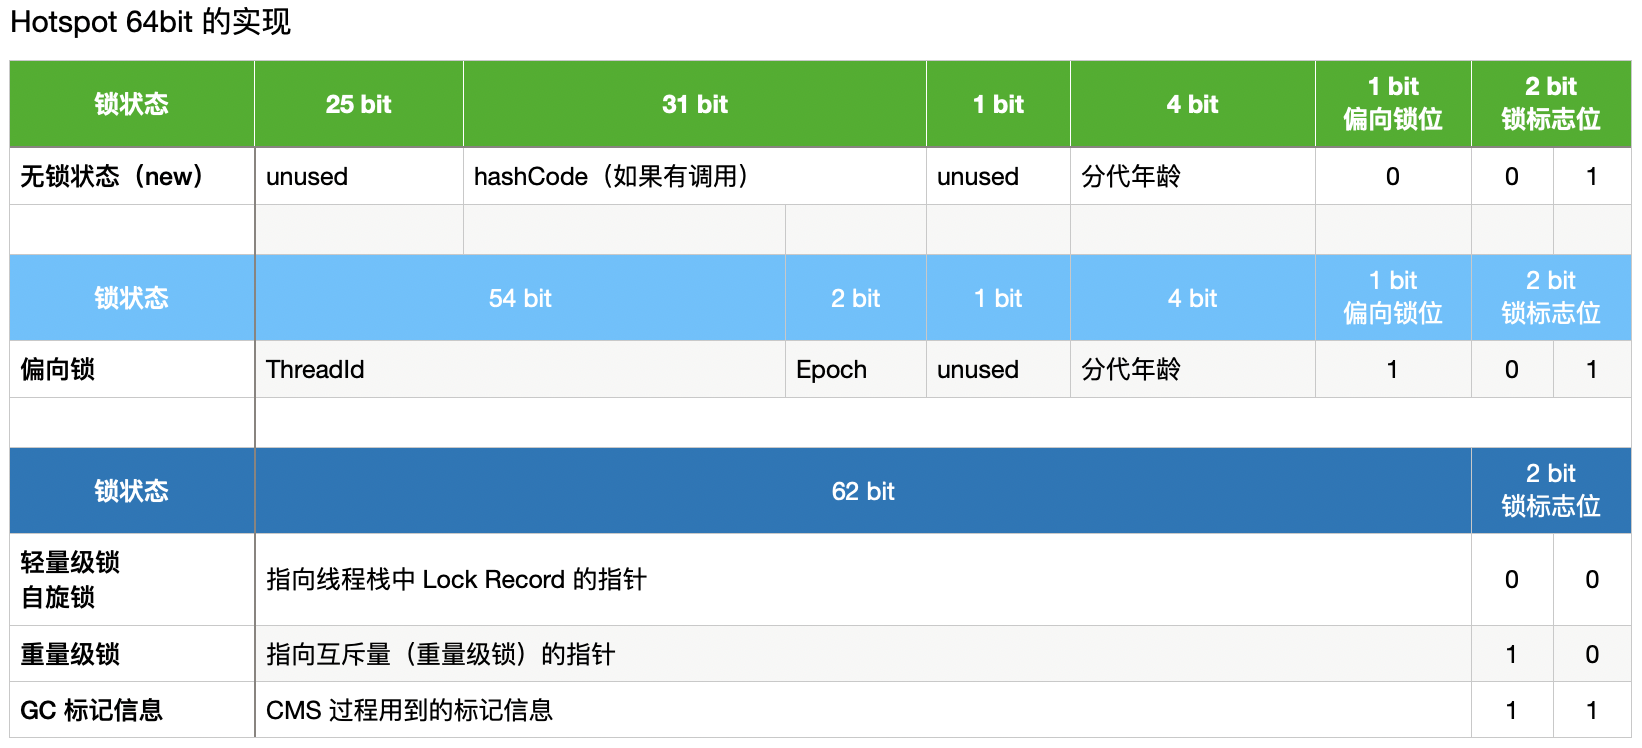 Hotspot 64bit 的实现
锁状态 25 bit 31 bit 1 bit 4 bit 1 bit 2 bit
偏向锁位 锁标志位
无锁状态（new） unused hashCode（如果有调用） unused 分代年龄 0 0 1
锁状态 54 bit 2 bit 1 bit 4 bit 1 bit 2 bit
偏向锁位 锁标志位
偏向锁 ThreadId Epoch unused 分代年龄 1 0 1
锁状态 62 bit 2 bit
锁标志位
轻量级锁
自旋锁 指向线程栈中 Lock Record 的指针 0 0
重量级锁 指向互斥量（重量级锁）的指针 1 0
GC 标记信息 CMS 过程用到的标记信息 1 1